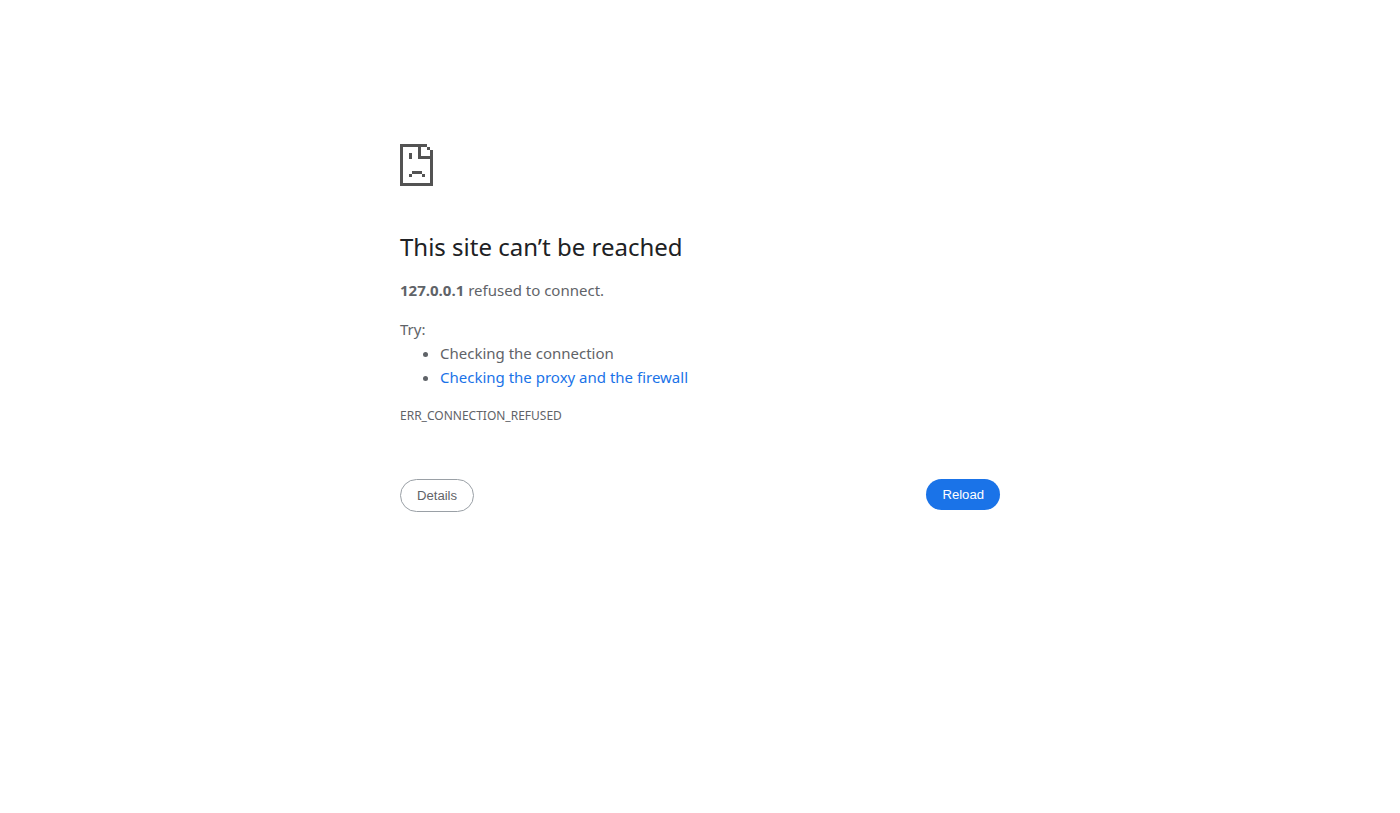 This site can’t be reached
127.0.0.1 refused to connect.
Try:
Checking the connection
Checking the proxy and the firewall
ERR_CONNECTION_REFUSED
Details
Reload